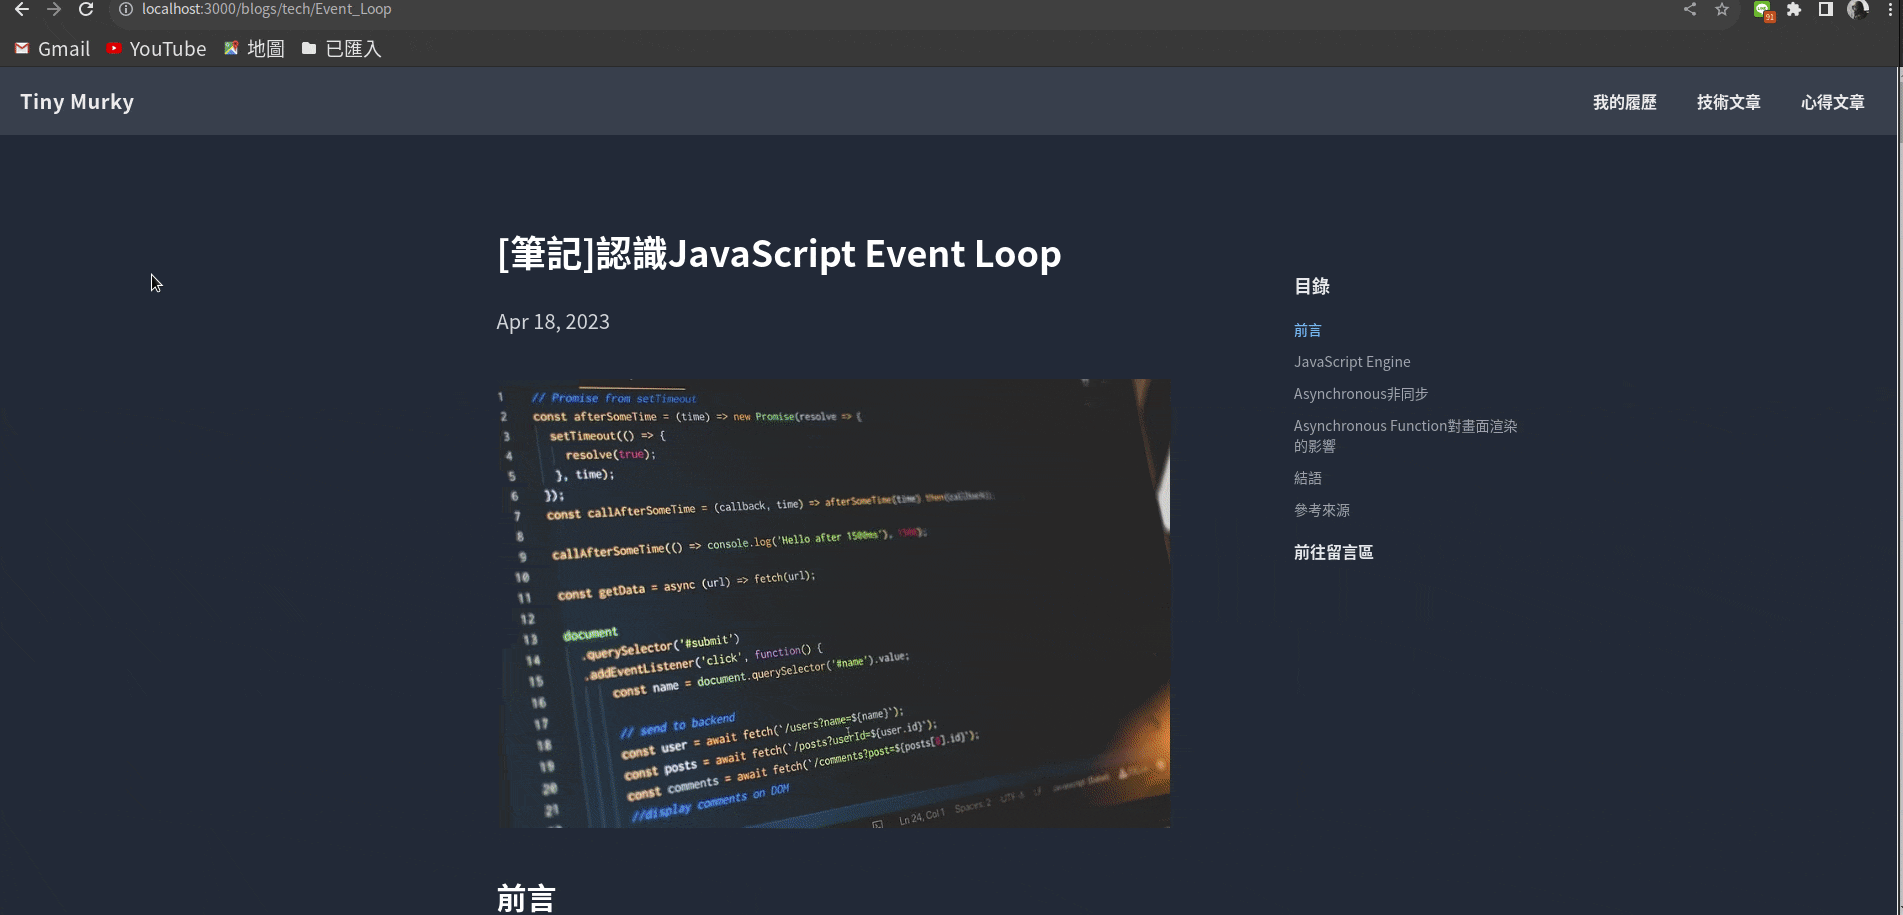 localhost:3000/blogs/tech/Event_Loop
91
Gmail YouTube 地圖 已匯入
Tiny Murky 我的履歷 技術文章 心得文章
[筆記]認識JavaScript Event Loop
Apr 18, 2023
目錄
前言
JavaScript Engine
Asynchronous非同步
Asynchronous Function對畫面渲染
的影響
結語
參考來源
前往留言區
1 // Promise from setTimeout
2 const afterSomeTime = (time) => new Promise(resolve => {
3 setTimeout(() => {
4 resolve(true);
5 }, time);
6 });
7 const callAfterSomeTime = (callback, time) => afterSomeTime(time)
8
9 callAfterSomeTime(() => console.log('Hello after 1500ms'), 1500);
10
11 const getData = async (url) => fetch(url);
12
13 document
14 .querySelector('#submit')
15 .addEventListener('click', function() {
16 const name = document.querySelector('#name').value;
17
18 // send to backend
19 const user = await fetch(`/users?name=${name}`);
20 const posts = await fetch(`/posts?userId=${user.id}`);
21 const comments = await fetch(`/comments?post=${posts[0].id}`);
//display comments on DOM
Ln 24, Col 1 Spaces: 2 UTF-8 LF
前言